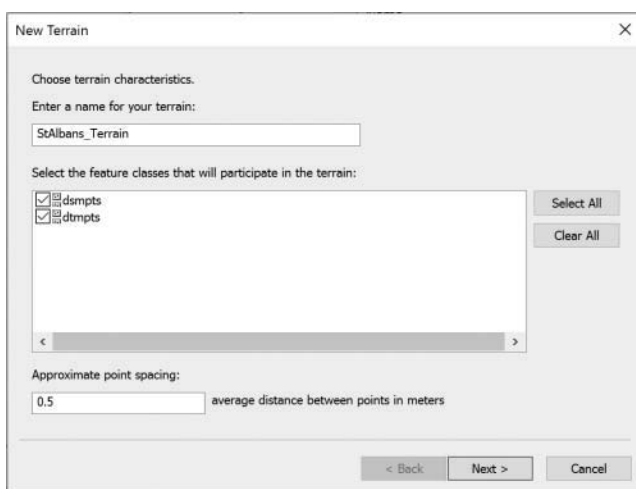 New Terrain
Choose terrain characteristics.
Enter a name for your terrain:
StAlbans_Terrain
Select the feature classes that will participate in the terrain:
dsmpts
dtmpts
Select All
Clear All
Approximate point spacing:
0.5 average distance between points in meters
< Back Next > Cancel